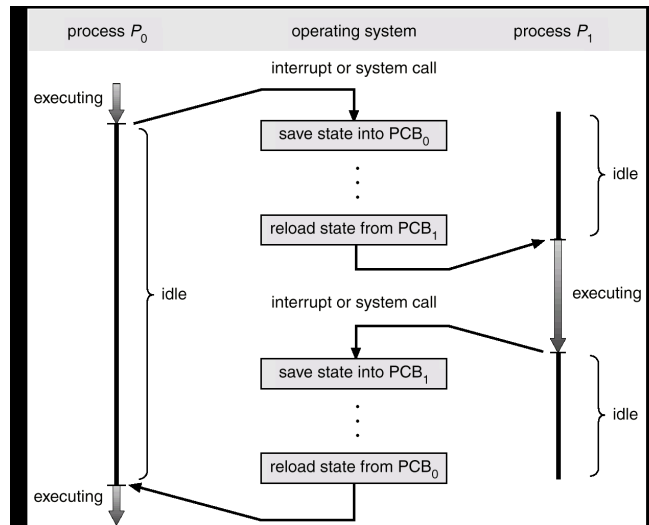 process P0 operating system process P1
interrupt or system call
executing
save state into PCB0
idle
reload state from PCB1
idle
executing
interrupt or system call
save state into PCB1
idle
reload state from PCB0
executing